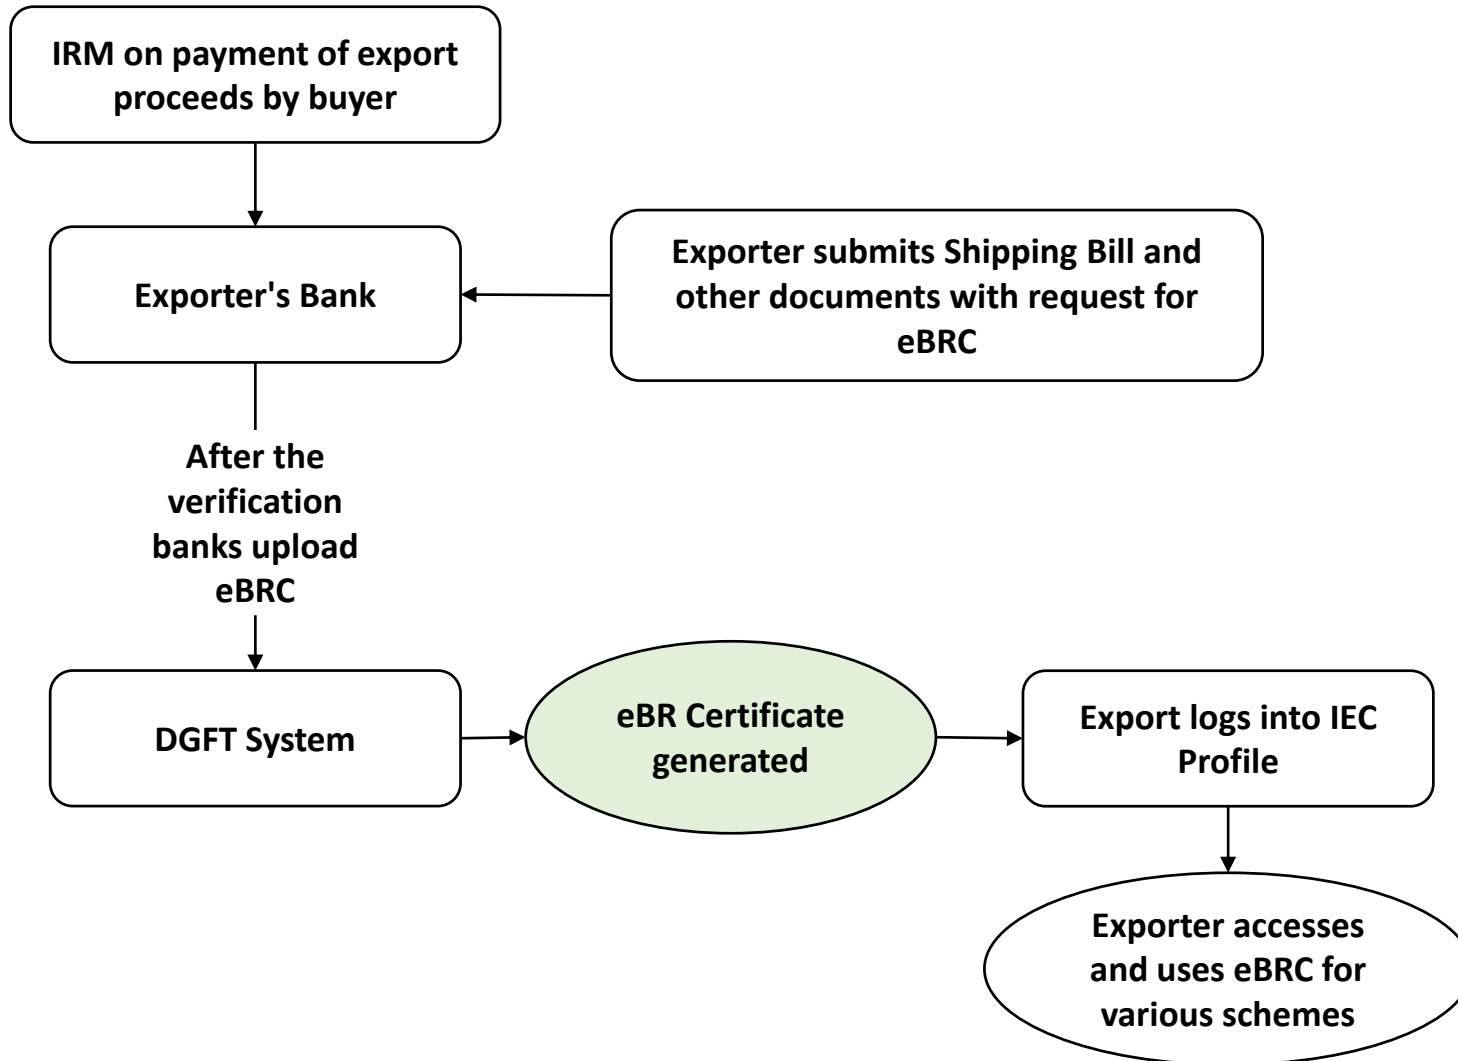 IRM on payment of export
proceeds by buyer
Exporter's Bank
Exporter submits Shipping Bill and
other documents with request for
eBRC
After the
verification
banks upload
eBRC
DGFT System
eBR Certificate
generated
Export logs into IEC
Profile
Exporter accesses
and uses eBRC for
various schemes